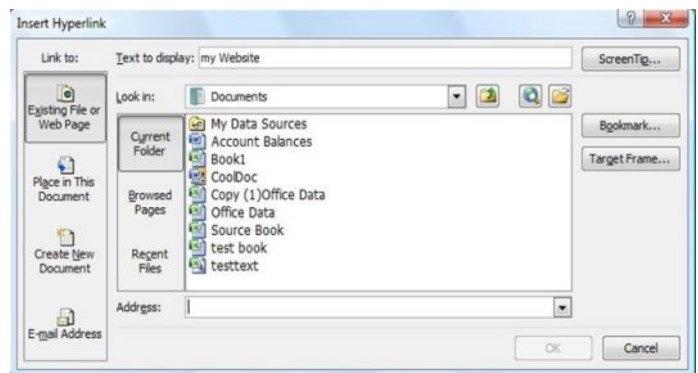 Insert Hyperlink
Link to:
Text to display: my Website
ScreenTip...
Existing File or
Web Page
Look in: Documents
Current
Folder
My Data Sources
Account Balances
Book1
CoolDoc
Copy (1)Office Data
Office Data
Source Book
test book
testtext
Bookmark...
Target Frame...
Place in This
Document
Browsed
Pages
Create New
Document
Recent
Files
Address:
E-mail Address
OK
Cancel